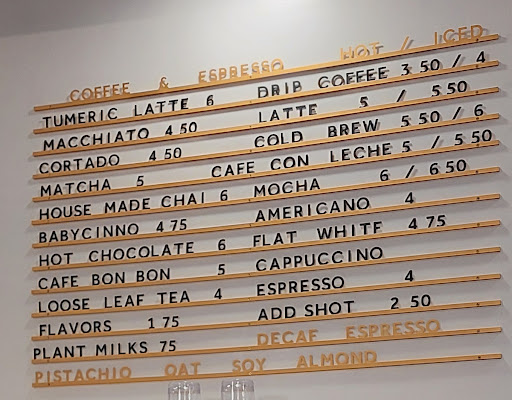 COFFEE & ESPRESSO HOT / ICED
TUMERIC LATTE 6 DRIP COFFEE 3 50 / 4
MACCHIATO 4 50 LATTE 5 / 5 50
CORTADO 4 50 COLD BREW 5 50 / 6
MATCHA 5 CAFE CON LECHE 5 / 5 50
HOUSE MADE CHAI 6 MOCHA 6 / 6 50
BABYCINNO 4 75 AMERICANO 4
HOT CHOCOLATE 6 FLAT WHITE 4 75
CAFE BON BON 5 CAPPUCCINO
LOOSE LEAF TEA 4 ESPRESSO 4
FLAVORS 1 75 ADD SHOT 2 50
PLANT MILKS 75 DECAF ESPRESSO
PISTACHIO OAT SOY ALMOND